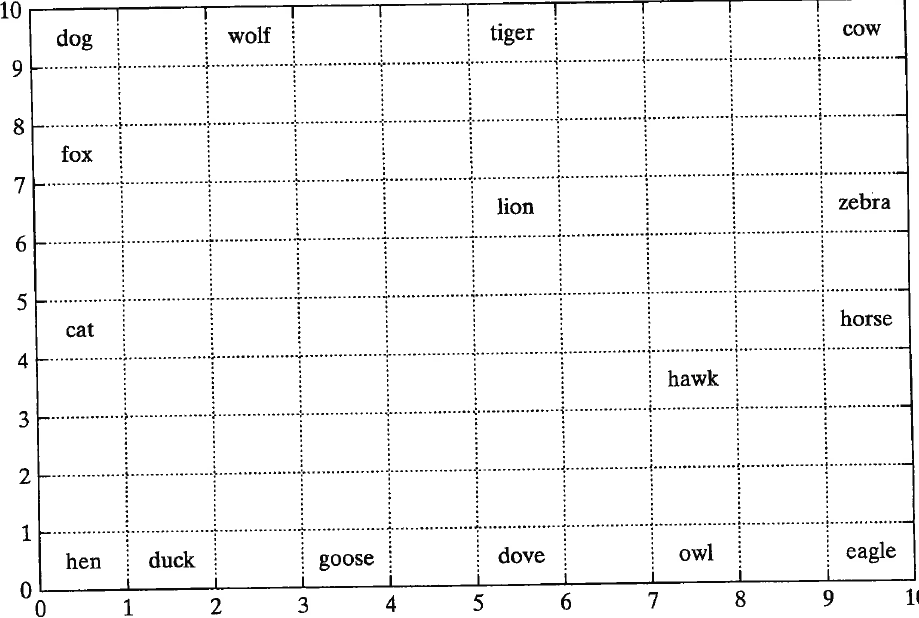 10
dog wolf tiger cow
9
8
fox
7
lion zebra
6
5
cat horse
4
hawk
3
2
1
hen duck goose dove owl eagle
0
0 1 2 3 4 5 6 7 8 9 10